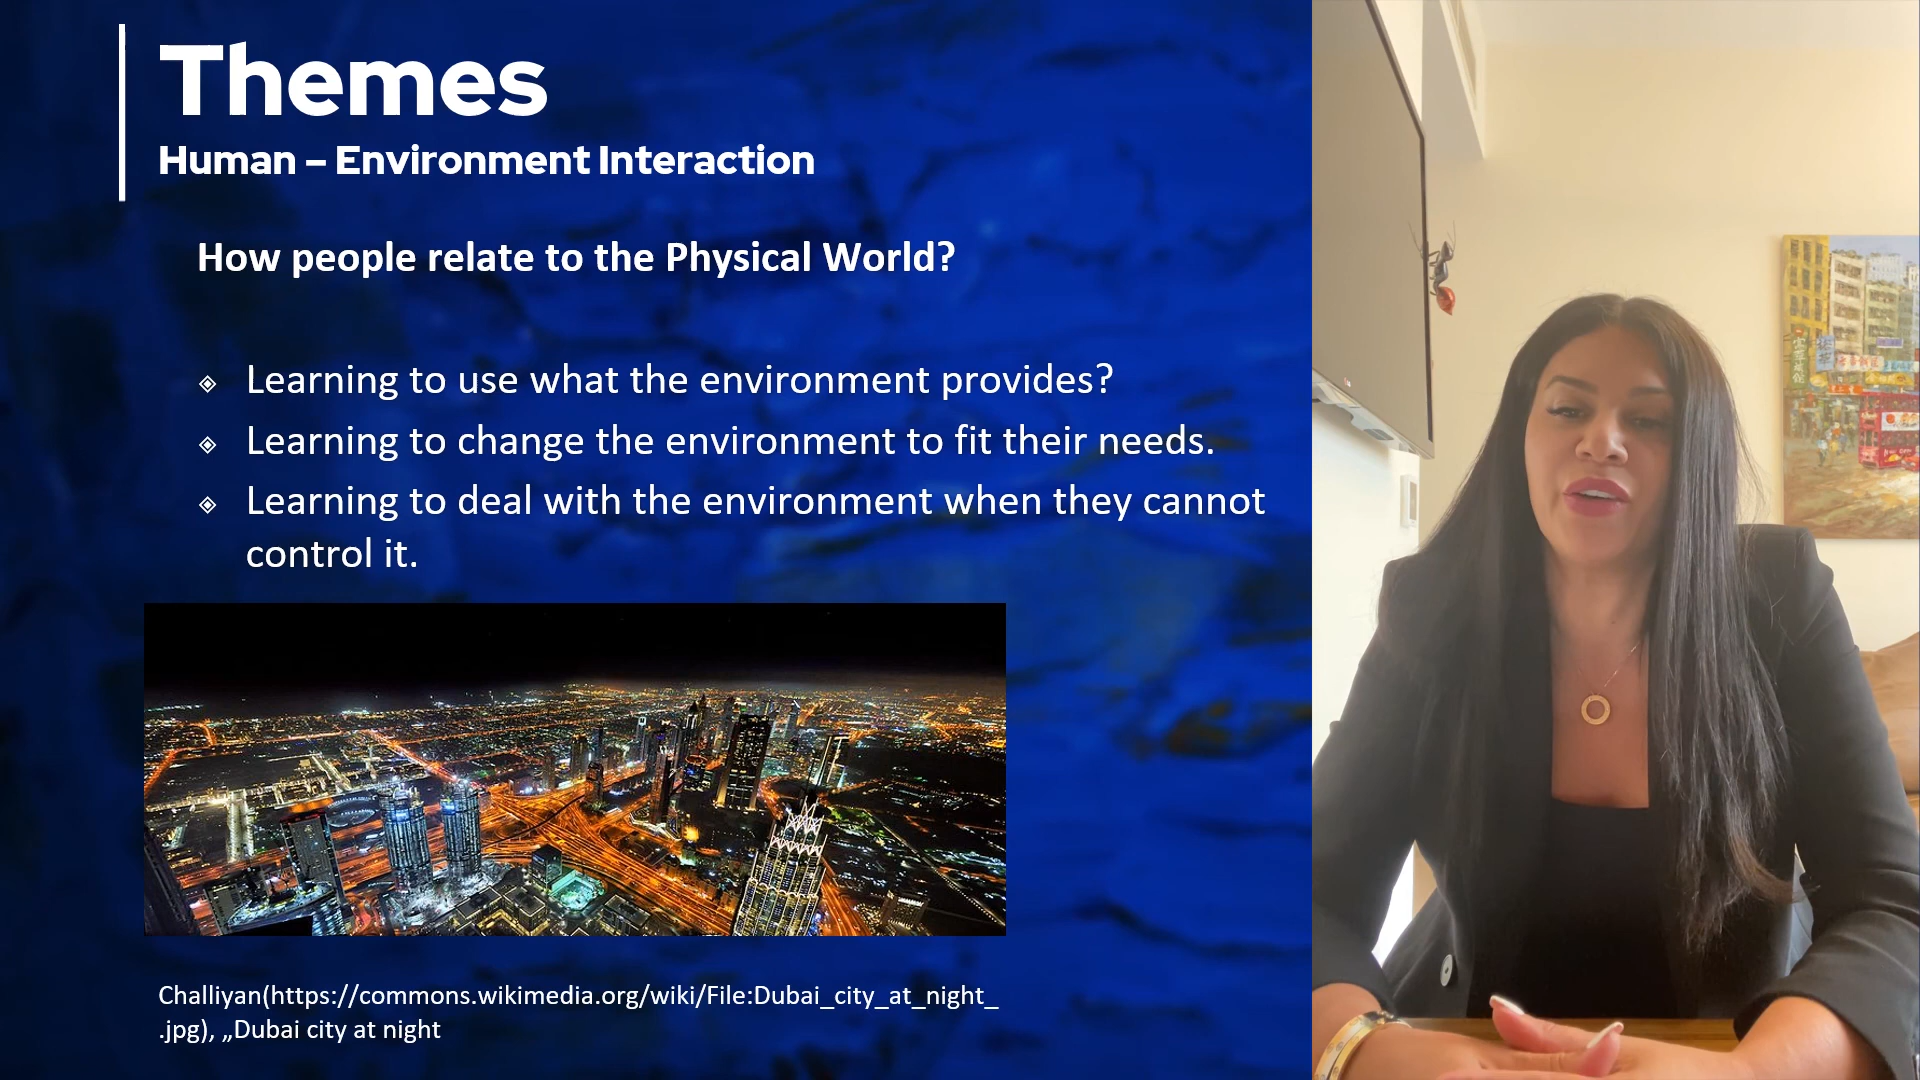 Themes
Human – Environment Interaction
How people relate to the Physical World?
Learning to use what the environment provides?
Learning to change the environment to fit their needs.
Learning to deal with the environment when they cannot
control it.
Challiyan(https://commons.wikimedia.org/wiki/File:Dubai_city_at_night_
.jpg), „Dubai city at night